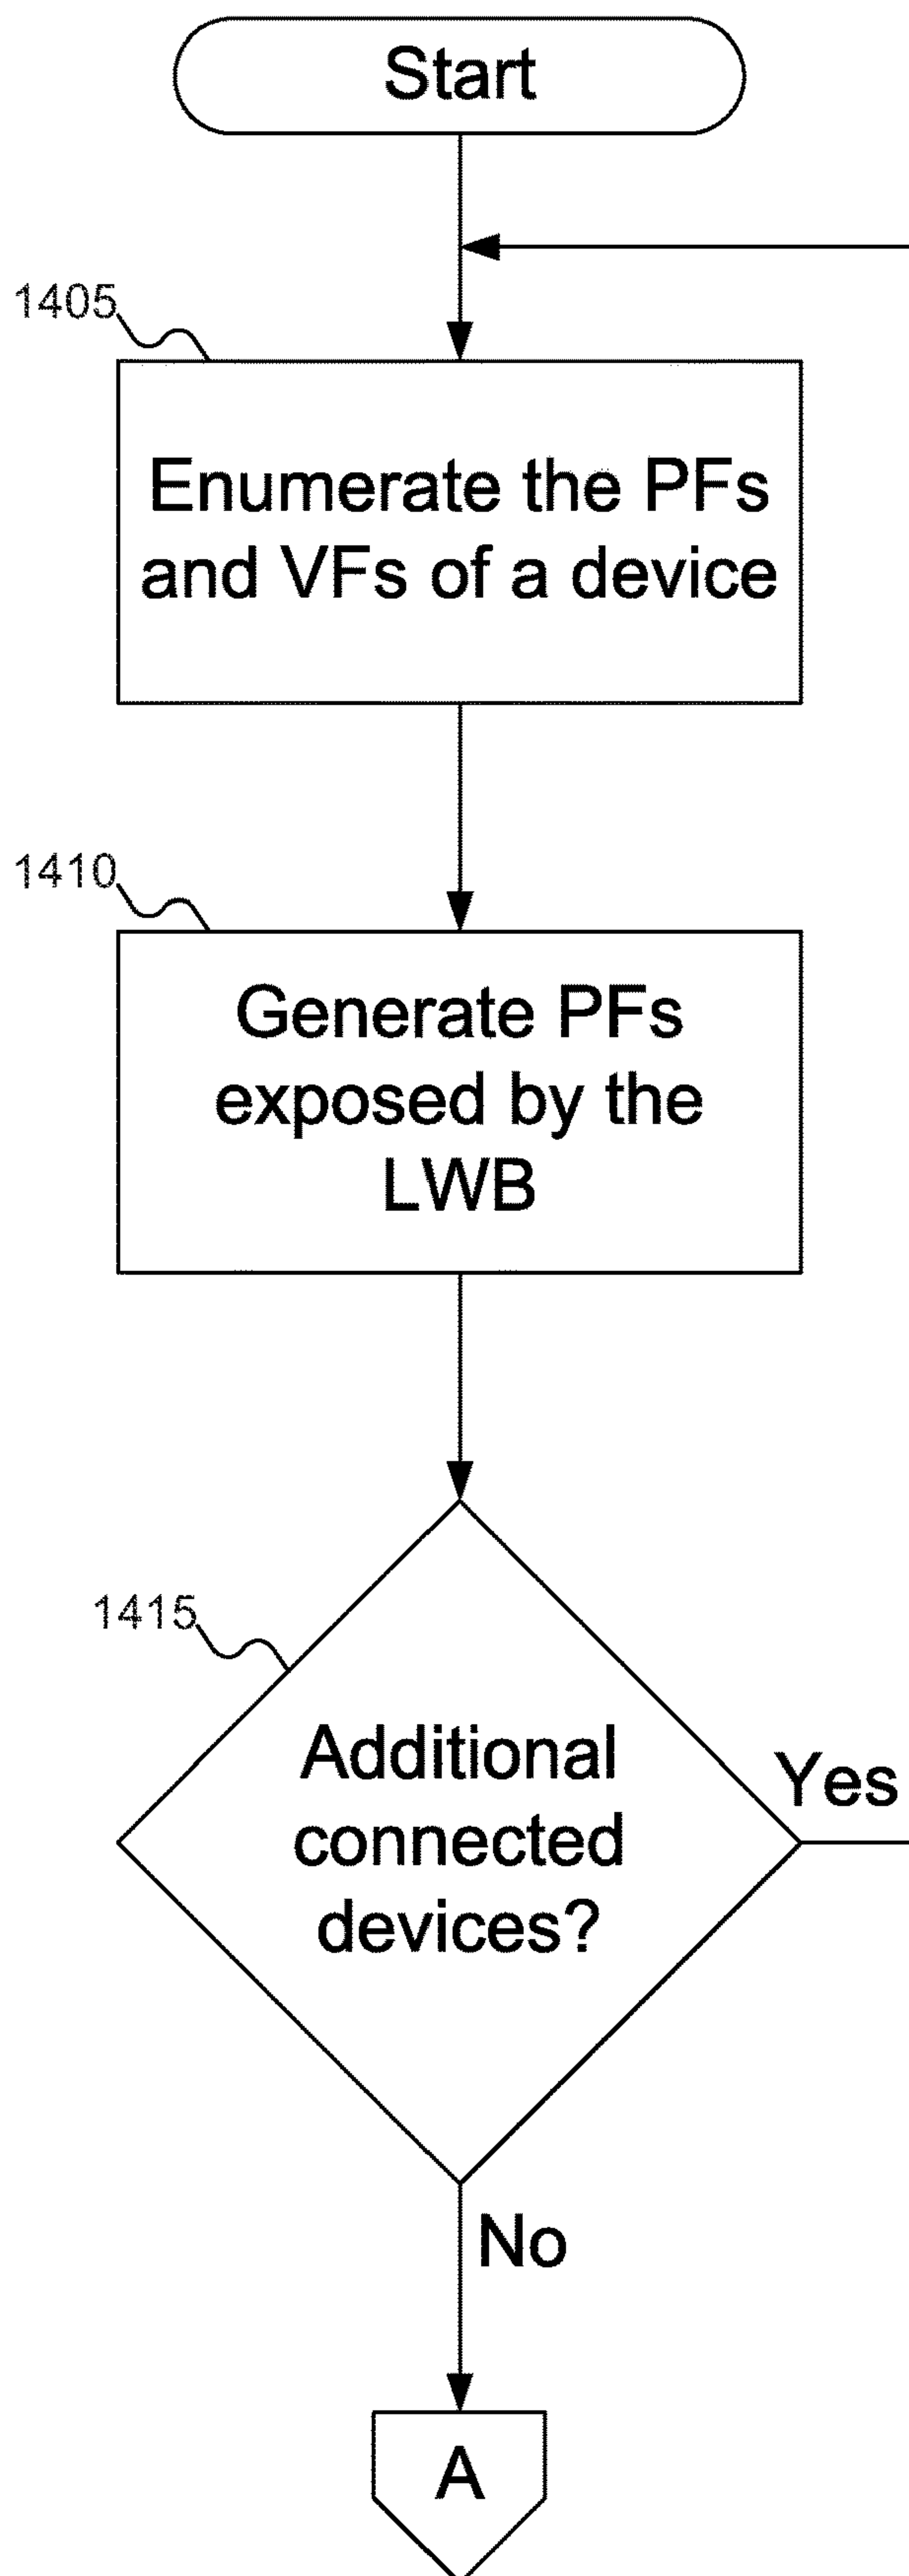 Start
1405
Enumerate the PFs
and VFs of a device
1410
Generate PFs
exposed by the
LWB
1415
Additional
connected
devices?
Yes
No
A